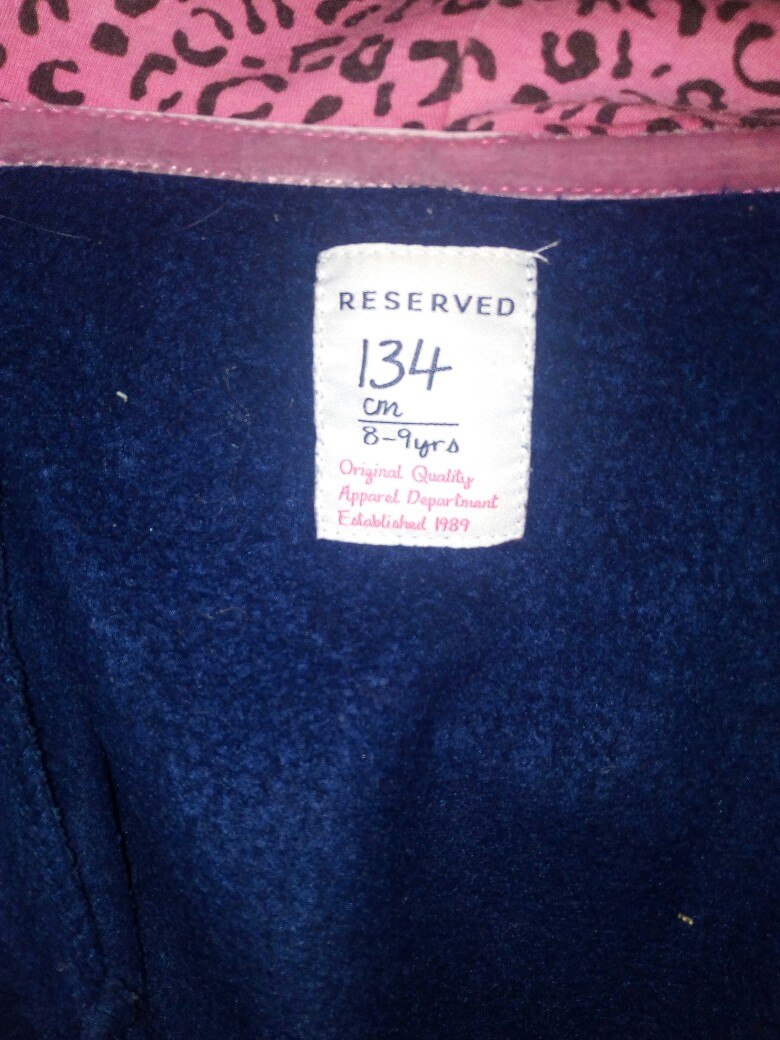 RESERVED
134
cm
8-9yrs
Original Quality
Apparel Department
Established 1989